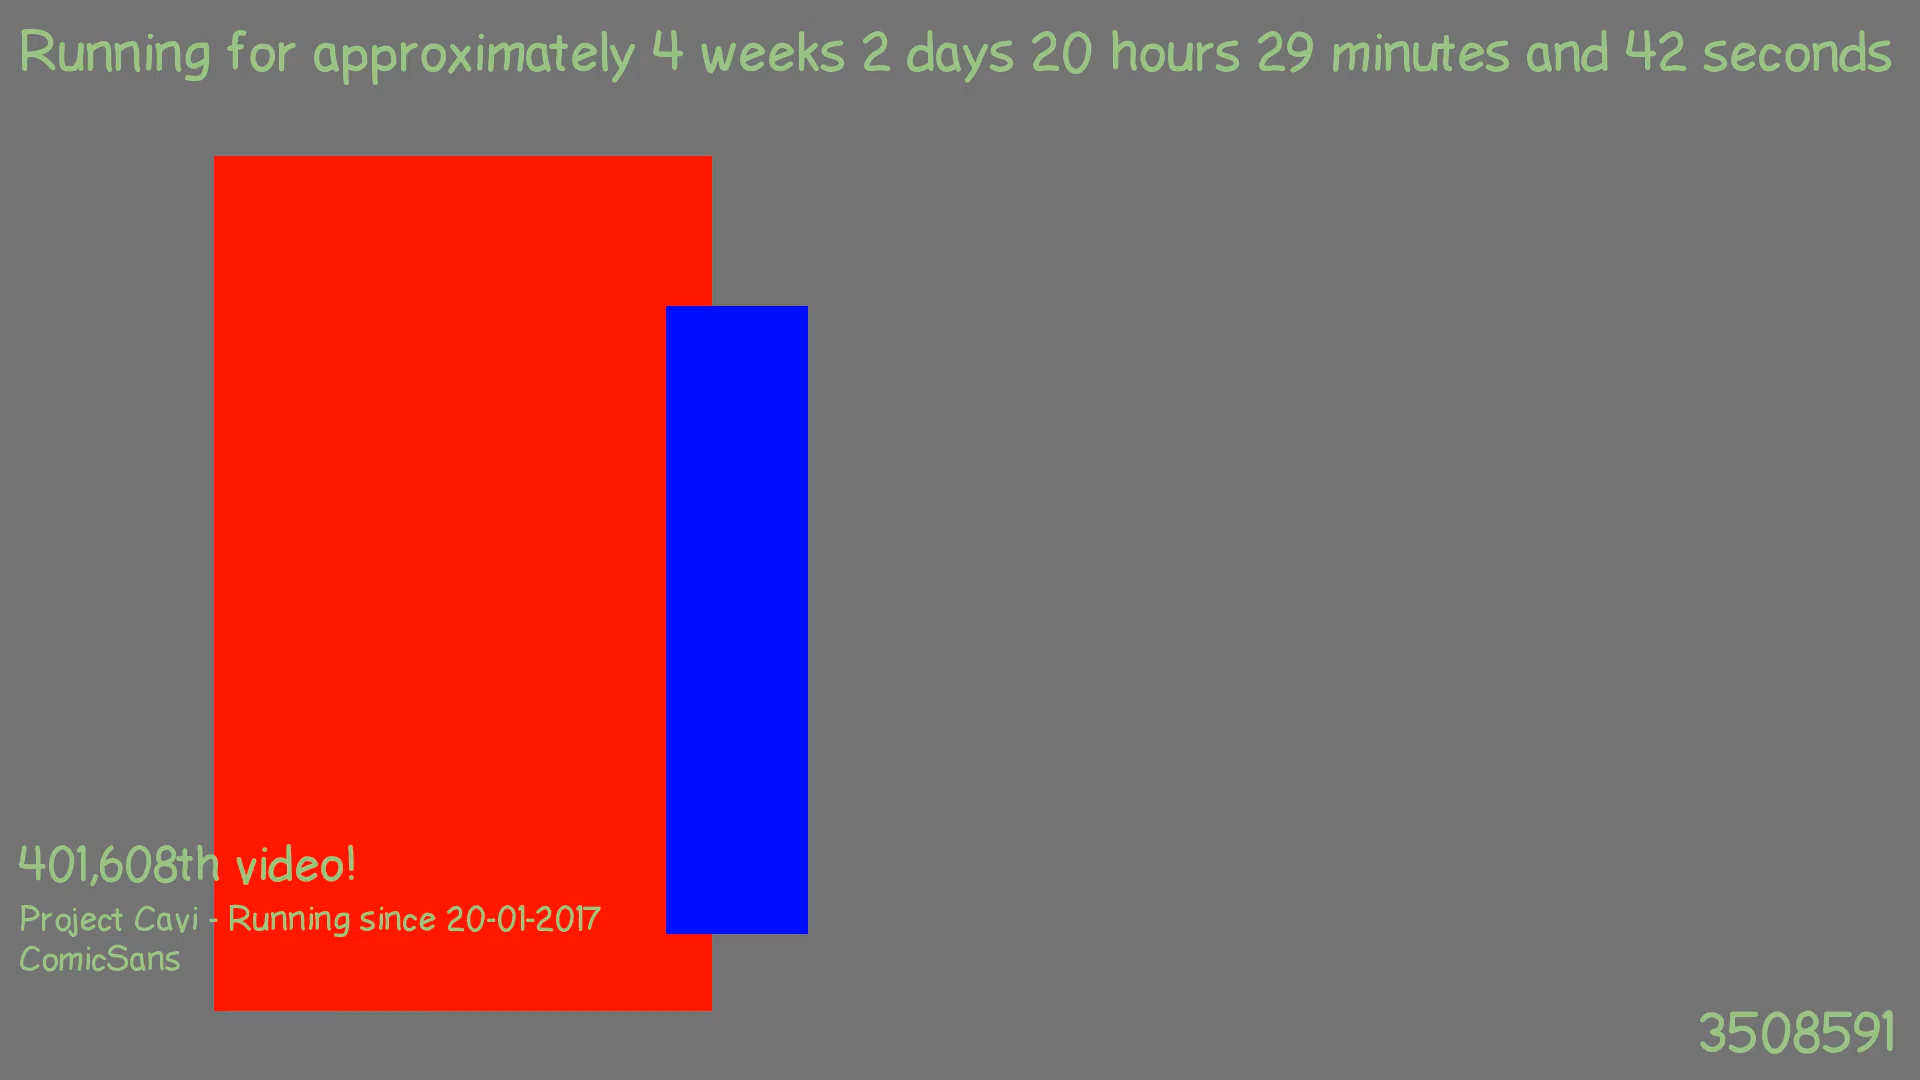 Running for approximately 4 weeks 2 days 20 hours 29 minutes and 42 seconds
401,608th video!
Project Cavi - Running since 20-01-2017
ComicSans
3508591